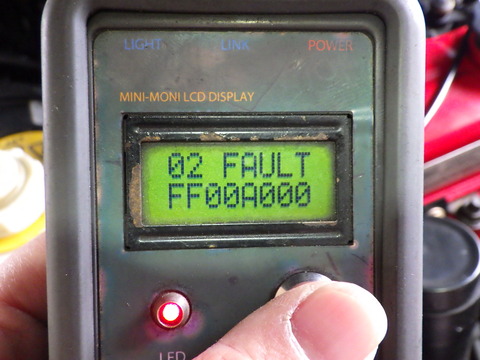 LIGHT LINK POWER
MINI-MONI LCD DISPLAY
02 FAULT
FF00A000
LED